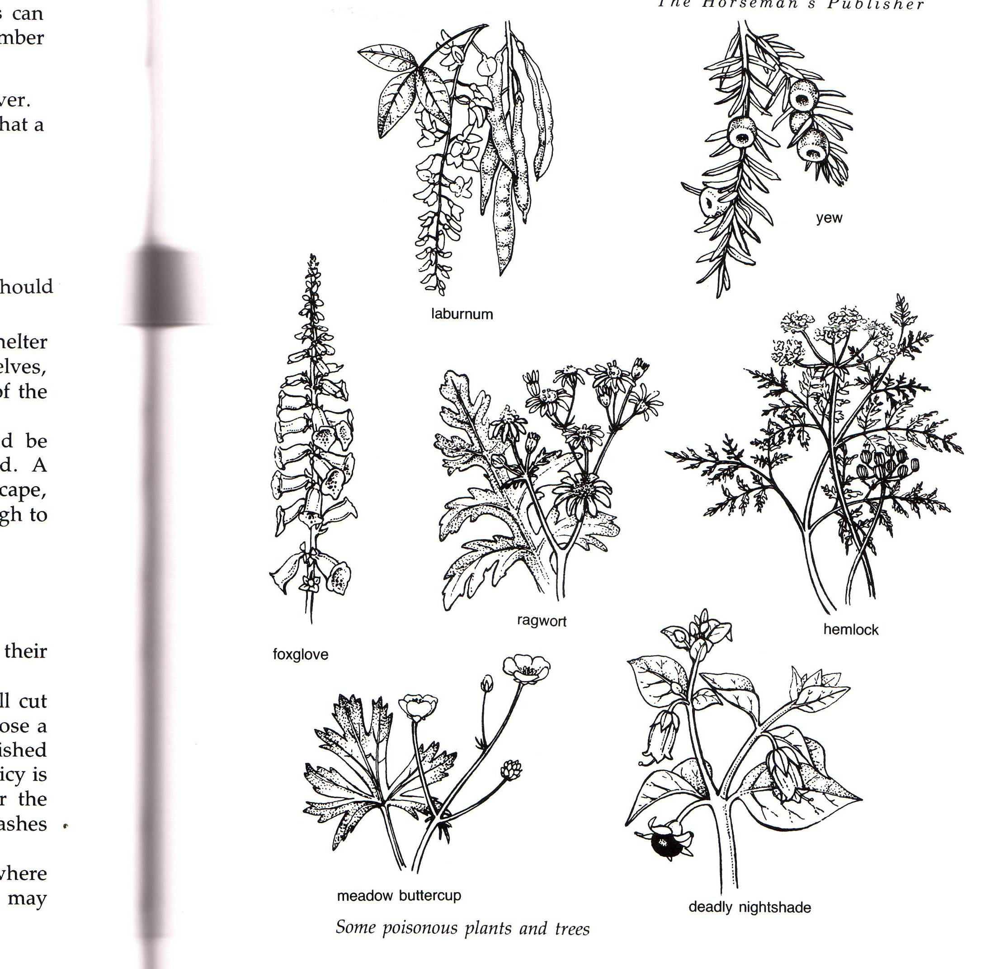 can
mber
ver.
hat a
hould
helter
elves,
of the
d be
d. A
cape,
gh to
their
ll cut
ose a
ished
icy is
r the
ashes
where
may
The Horseman's Publisher
yew
laburnum
ragwort
hemlock
foxglove
meadow buttercup
deadly nightshade
Some poisonous plants and trees